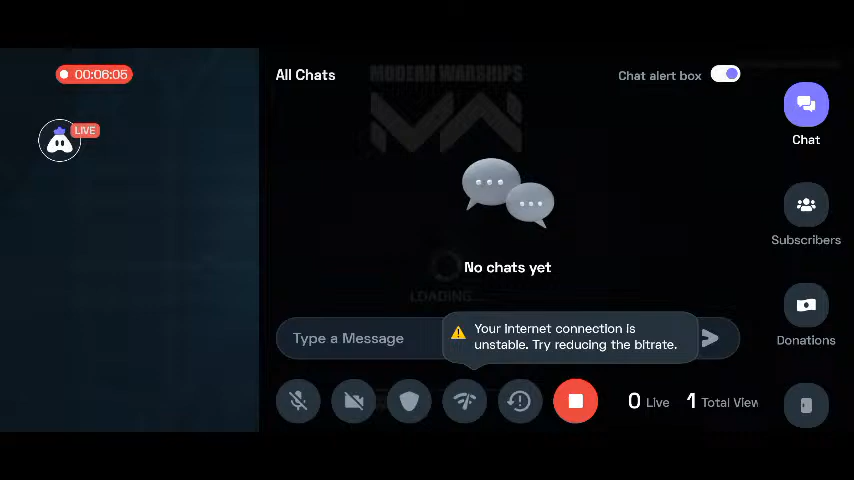 00:06:05
LIVE
All Chats
MODERN WARSHIPS
Chat alert box
Chat
Subscribers
No chats yet
LOADING...
Donations
Type a Message
Your internet connection is
unstable. Try reducing the bitrate.
0 Live
1 Total View